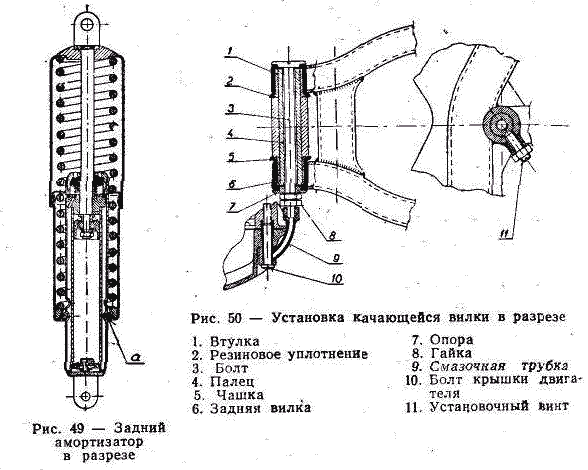 1
2
3
4
5
6
7
8
9
10
11
a
Рис. 49 — Задний
амортизатор
в разрезе
Рис. 50 — Установка качающейся вилки в разрезе
1. Втулка
2. Резиновое уплотнение
3. Болт
4. Палец
5. Чашка
6. Задняя вилка
7. Опора
8. Гайка
9. Смазочная трубка
10. Болт крышки двига-
теля
11. Установочный винт